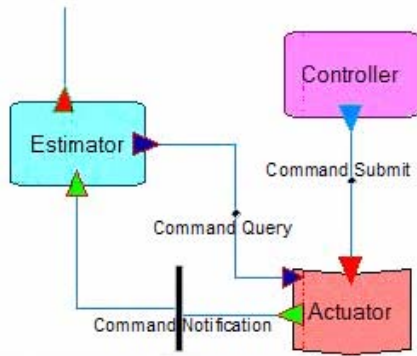 Controller
Estimator
Command Submit
Command Query
Actuator
Command Notification